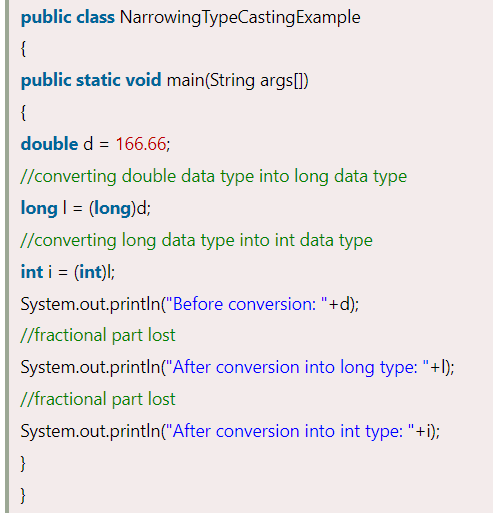 public class NarrowingTypeCastingExample
{
public static void main(String args[])
{
double d = 166.66;
//converting double data type into long data type
long l = (long)d;
//converting long data type into int data type
int i = (int)l;
System.out.println("Before conversion: "+d);
//fractional part lost
System.out.println("After conversion into long type: "+l);
//fractional part lost
System.out.println("After conversion into int type: "+i);
}
}